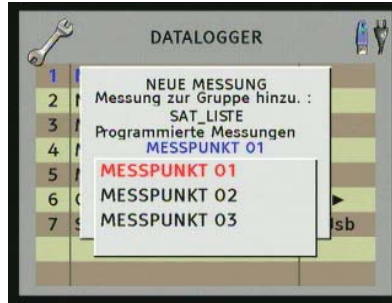 DATALOGGER
1
NEUE MESSUNG
2
Messung zur Gruppe hinzu. :
SAT_LISTE
3
Programmierte Messungen
4
MESSPUNKT 01
5
MESSPUNKT 01
6
MESSPUNKT 02
7
MESSPUNKT 03